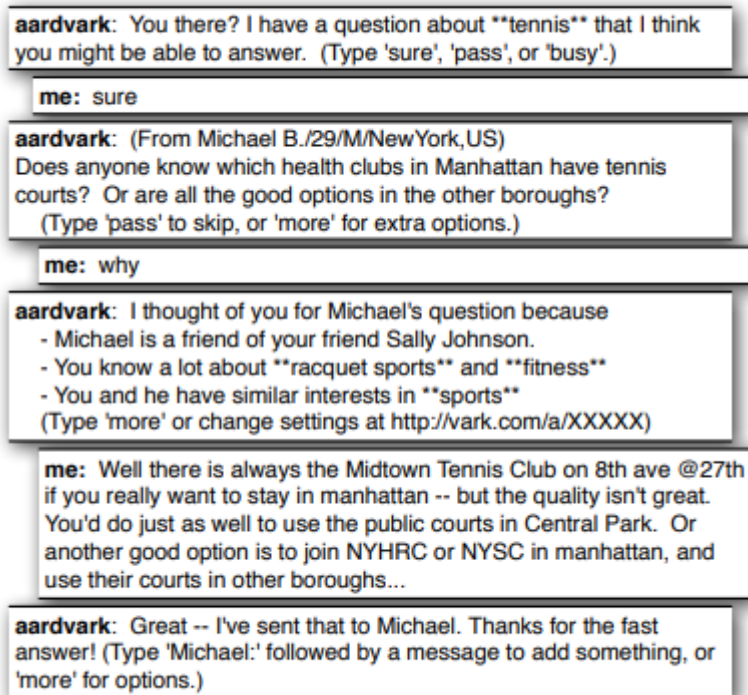 aardvark: You there? I have a question about **tennis** that I think
you might be able to answer. (Type 'sure', 'pass', or 'busy'.)
me: sure
aardvark: (From Michael B./29/M/NewYork,US)
Does anyone know which health clubs in Manhattan have tennis
courts? Or are all the good options in the other boroughs?
(Type 'pass' to skip, or 'more' for extra options.)
me: why
aardvark: I thought of you for Michael's question because
- Michael is a friend of your friend Sally Johnson.
- You know a lot about **racquet sports** and **fitness**
- You and he have similar interests in **sports**
(Type 'more' or change settings at http://vark.com/a/XXXXX)
me: Well there is always the Midtown Tennis Club on 8th ave @27th
if you really want to stay in manhattan -- but the quality isn't great.
You'd do just as well to use the public courts in Central Park. Or
another good option is to join NYHRC or NYSC in manhattan, and
use their courts in other boroughs...
aardvark: Great -- I've sent that to Michael. Thanks for the fast
answer! (Type 'Michael:' followed by a message to add something, or
'more' for options.)